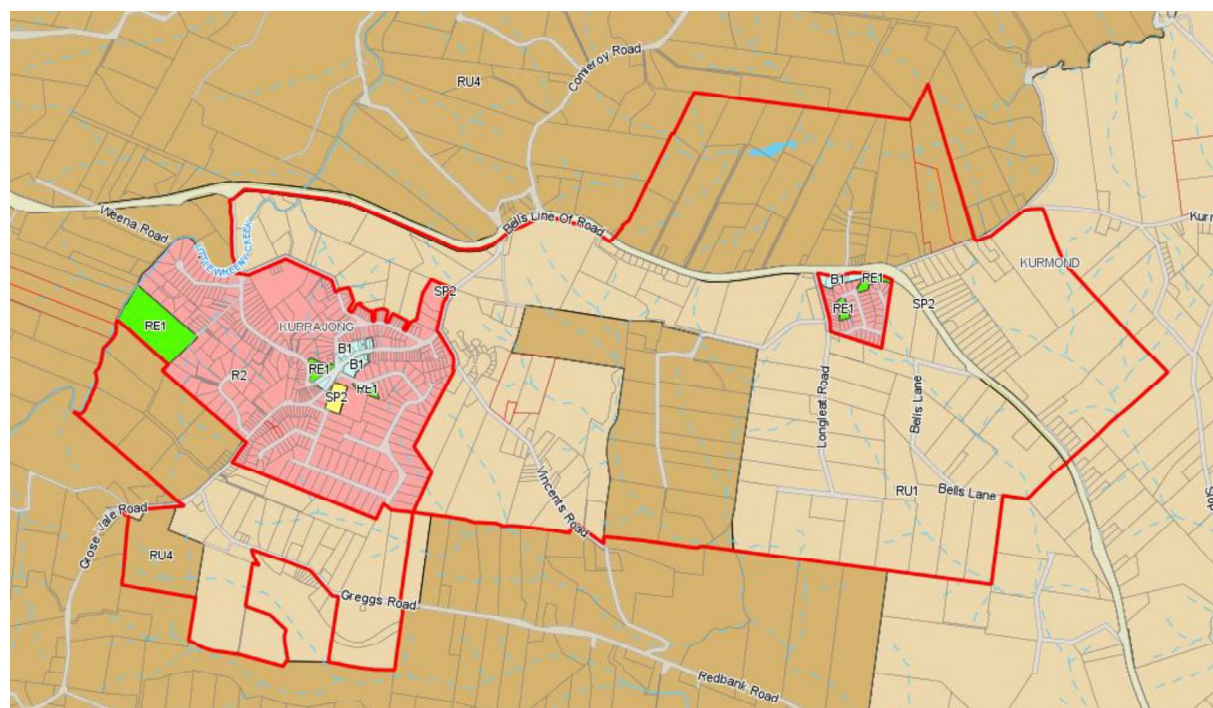 Comleroy Road
RU4
Weena Road
Bells Line Of Road
Kurr
LITTLE WHEENY CREEK
KURMOND
B1
RE1
SP2
SP2
RE1
RE1
KURRAJONG
B1
B1
RE1
R2
RE1
SP2
Longleat Road
Bells Lane
RU1
Bells Lane
Vincents Road
Grose Vale Road
RU4
Greggs Road
Redbank Road